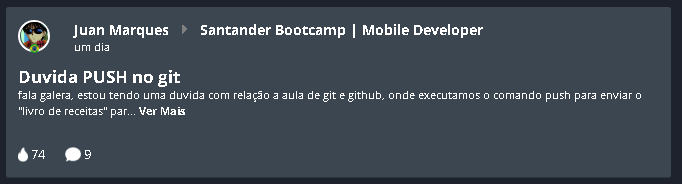 Juan Marques Santander Bootcamp | Mobile Developer
um dia
Duvida PUSH no git
fala galera, estou tendo uma duvida com relação a aula de git e github, onde executamos o comando push para enviar o
"livro de receitas" par... Ver Mais
74 9